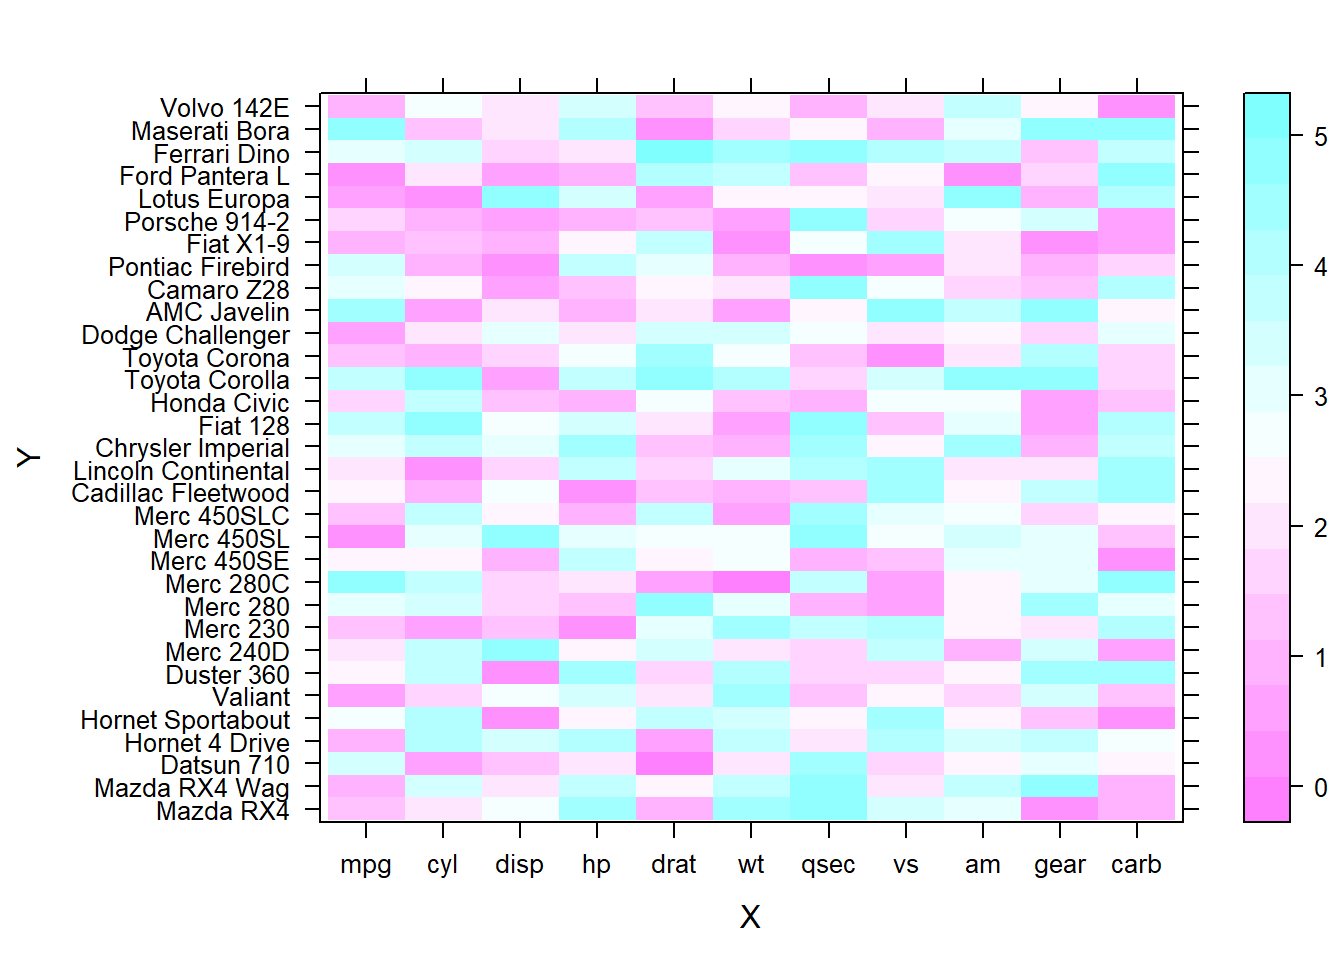 Volvo 142E
Maserati Bora
Ferrari Dino
Ford Pantera L
Lotus Europa
Porsche 914-2
Fiat X1-9
Pontiac Firebird
Camaro Z28
AMC Javelin
Dodge Challenger
Toyota Corona
Toyota Corolla
Honda Civic
Fiat 128
Chrysler Imperial
Lincoln Continental
Cadillac Fleetwood
Merc 450SLC
Merc 450SL
Merc 450SE
Merc 280C
Merc 280
Merc 230
Merc 240D
Duster 360
Valiant
Hornet Sportabout
Hornet 4 Drive
Datsun 710
Mazda RX4 Wag
Mazda RX4
Y
mpg cyl disp hp drat wt qsec vs am gear carb
X
5
4
3
2
1
0